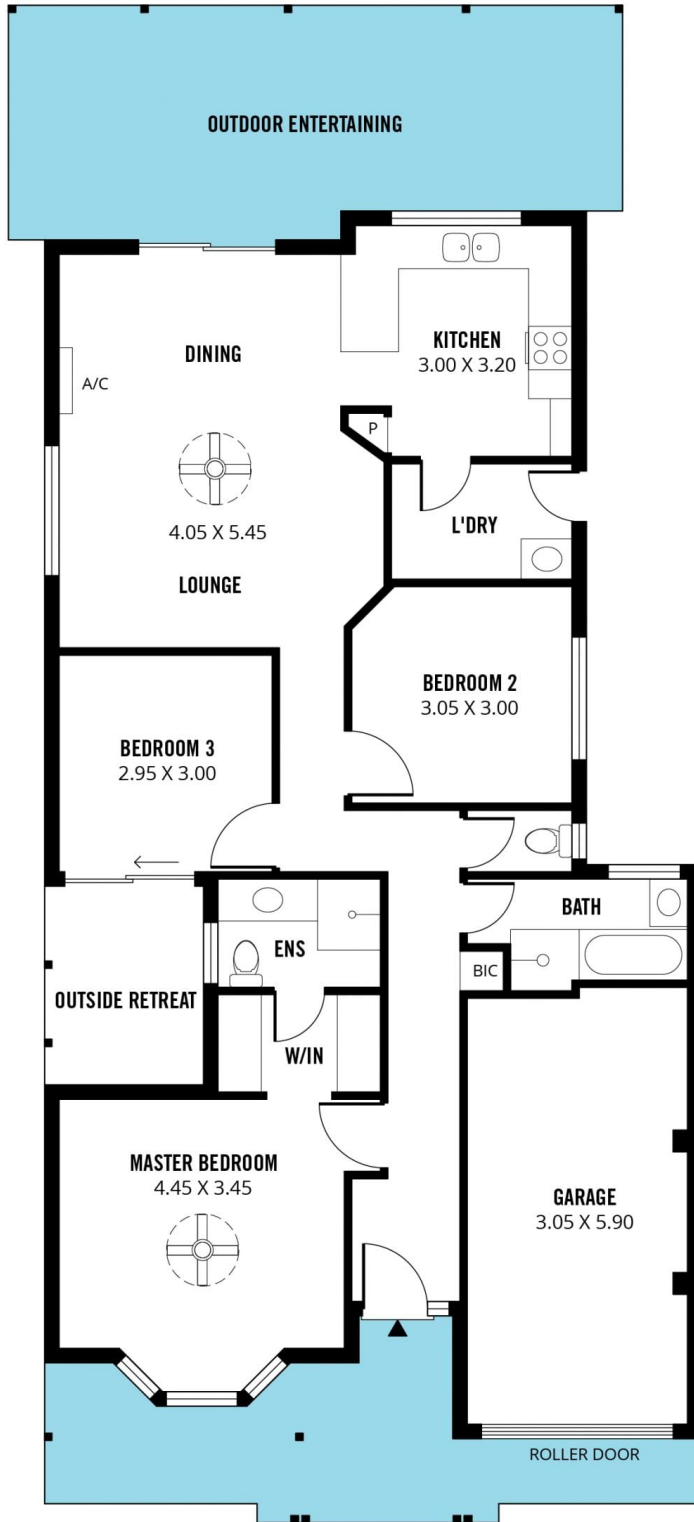 OUTDOOR ENTERTAINING
KITCHEN
3.00 X 3.20
DINING
A/C
P
4.05 X 5.45
L'DRY
LOUNGE
BEDROOM 2
3.05 X 3.00
BEDROOM 3
2.95 X 3.00
BATH
ENS
BIC
OUTSIDE RETREAT
W/IN
MASTER BEDROOM
4.45 X 3.45
GARAGE
3.05 X 5.90
ROLLER DOOR